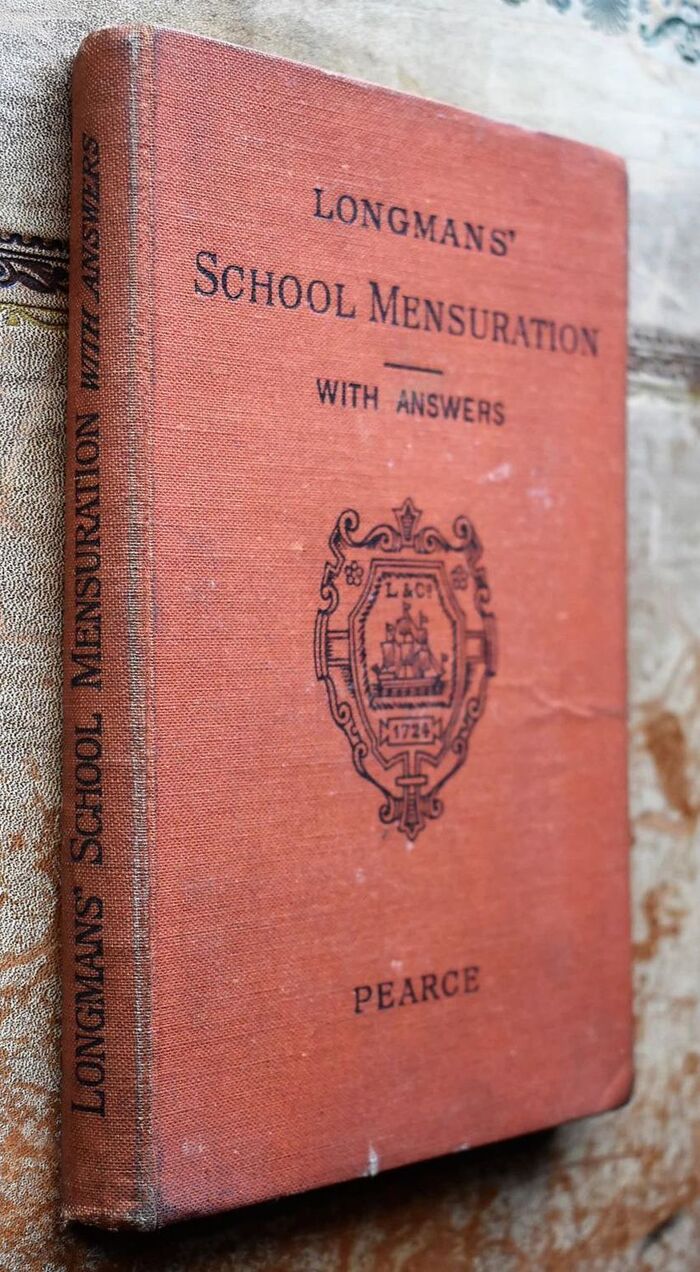 LONGMANS' SCHOOL MENSURATION WITH ANSWERS
LONGMANS'
SCHOOL MENSURATION
WITH ANSWERS
L & Co
1724
PEARCE